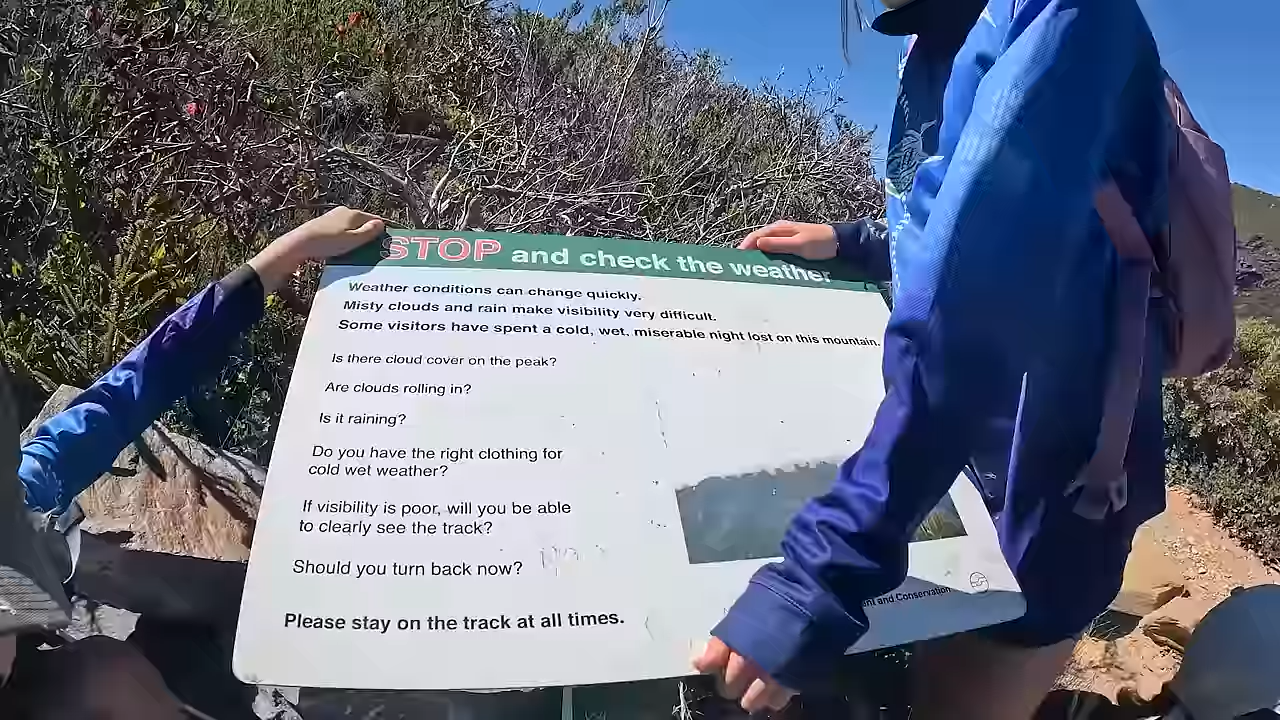 STOP and check the weather
Weather conditions can change quickly.
Misty clouds and rain make visibility very difficult.
Some visitors have spent a cold, wet, miserable night lost on this mountain.
Is there cloud cover on the peak?
Are clouds rolling in?
Is it raining?
Do you have the right clothing for
cold wet weather?
If visibility is poor, will you be able
to clearly see the track?
Should you turn back now?
Please stay on the track at all times.
and Conservation